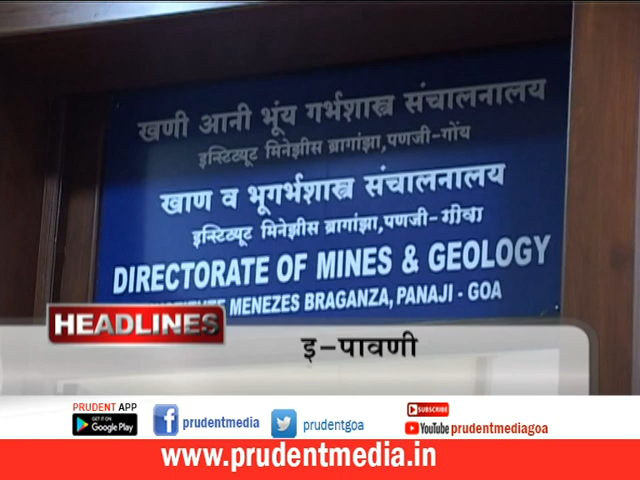 खणी आनी भूंय गर्भशास्त्र संचालनालय
इन्स्टिट्यूट मिनेझीस ब्रागांझा,पणजी-गोंय
खाण व भूगर्भशास्त्र संचालनालय
इन्स्टिट्यूट मिनेझीस ब्रागांझा,पणजी-गोवा
DIRECTORATE OF MINES & GEOLOGY
MENEZES BRAGANZA, PANAJI - GOA
HEADLINES
इ-पावणी
PRUDENT APP
GET IT ON
Google Play
prudentmedia
prudentgoa
SUBSCRIBE
YouTube prudentmediagoa
www.prudentmedia.in